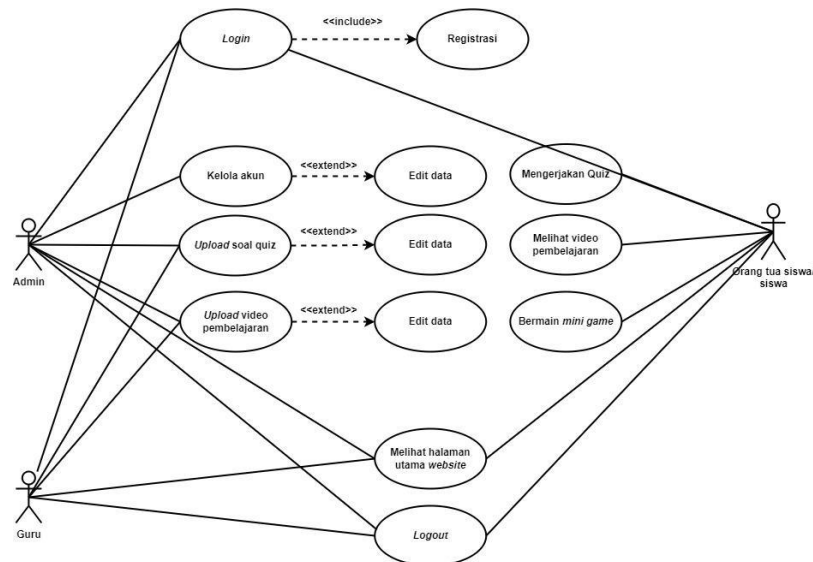 <<include>>
Login
Registrasi
<<extend>>
Kelola akun
Edit data
Mengerjakan Quiz
<<extend>>
Upload soal quiz
Edit data
Melihat video
pembelajaran
Admin
Orang tua siswa/
siswa
<<extend>>
Upload video
pembelajaran
Edit data
Bermain mini game
Melihat halaman
utama website
Guru
Logout